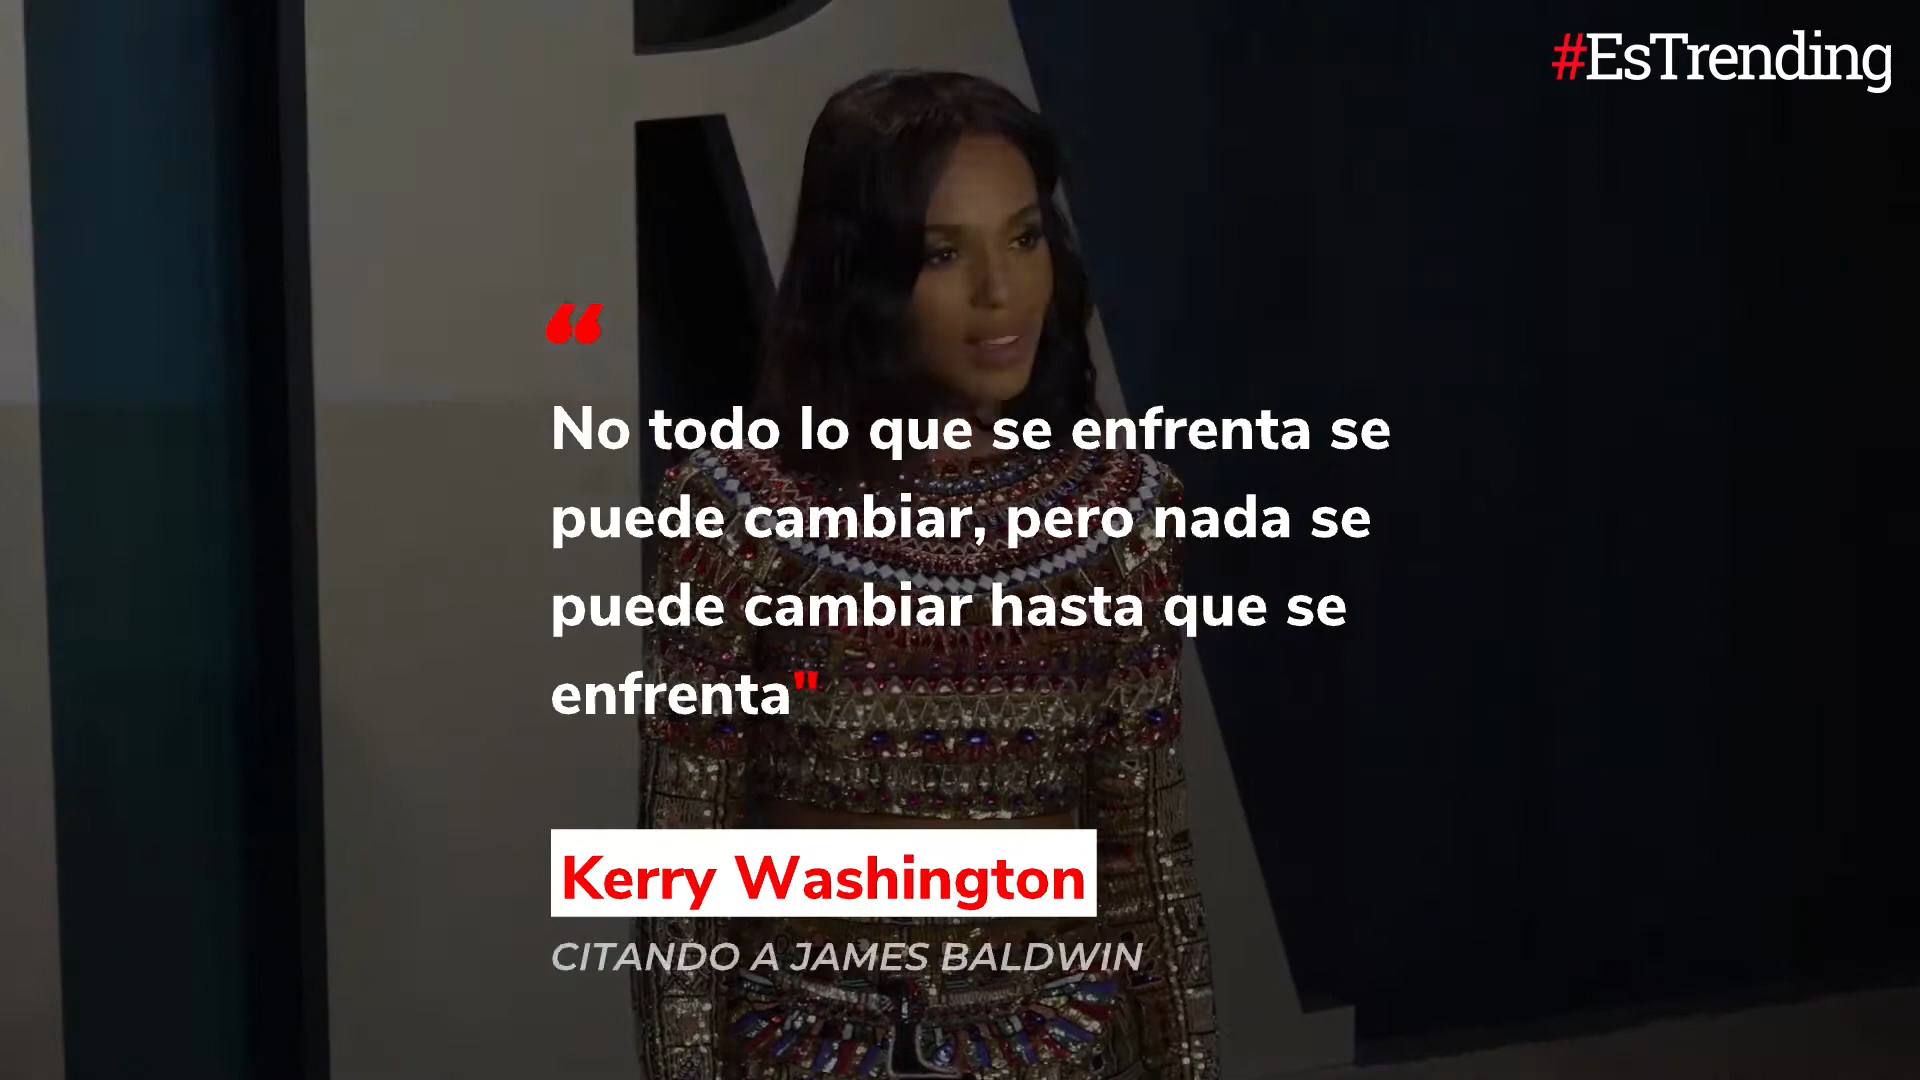 #EsTrending
“
No todo lo que se enfrenta se
puede cambiar, pero nada se
puede cambiar hasta que se
enfrenta"
Kerry Washington
CITANDO A JAMES BALDWIN